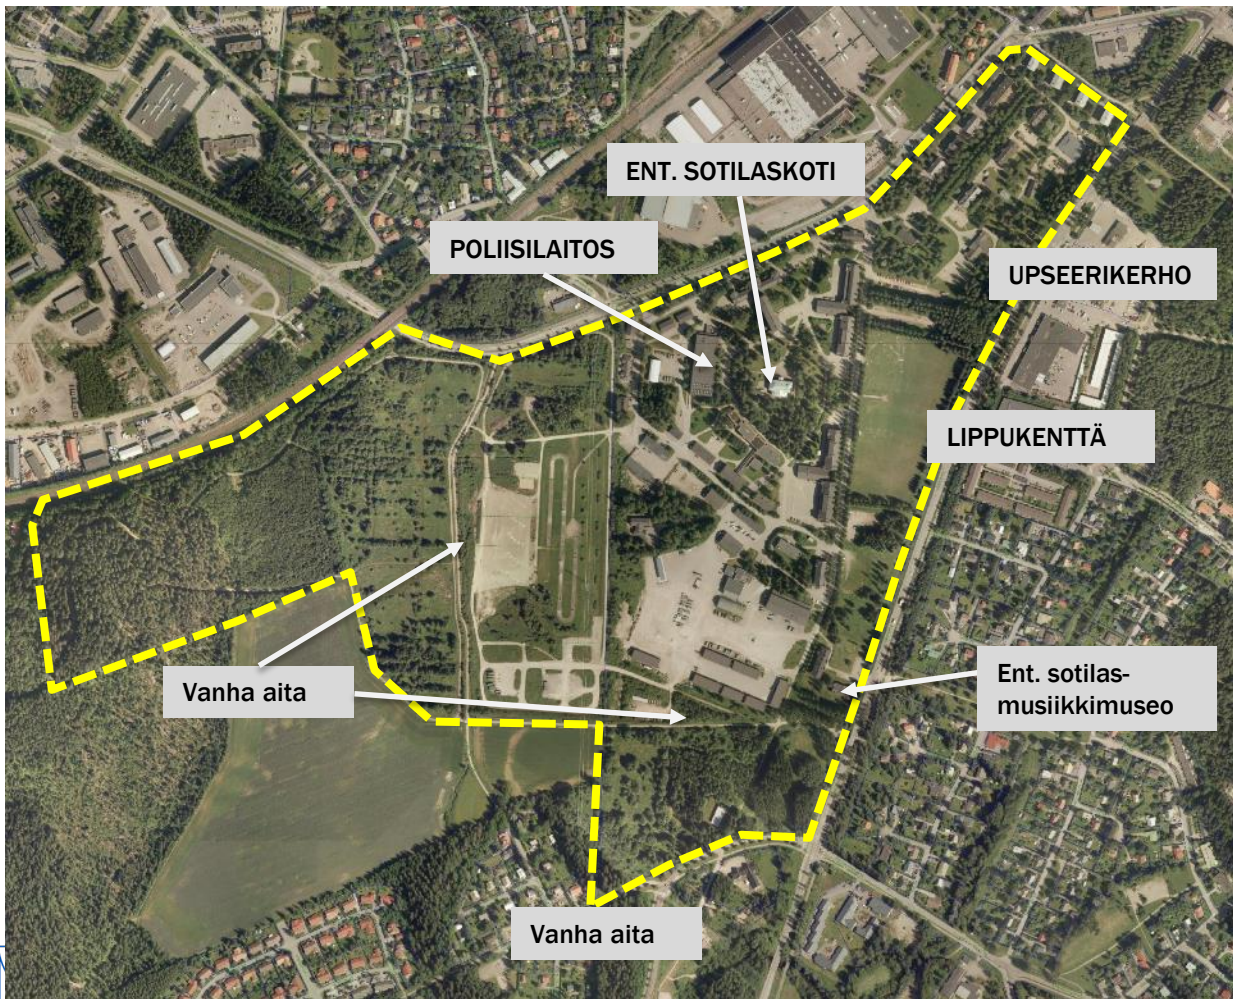 ENT. SOTILASKOTI
POLIISILAITOS
UPSEERIKERHO
LIPPUKENTTÄ
Vanha aita
Ent. sotilas-
musiikkimuseo
Vanha aita